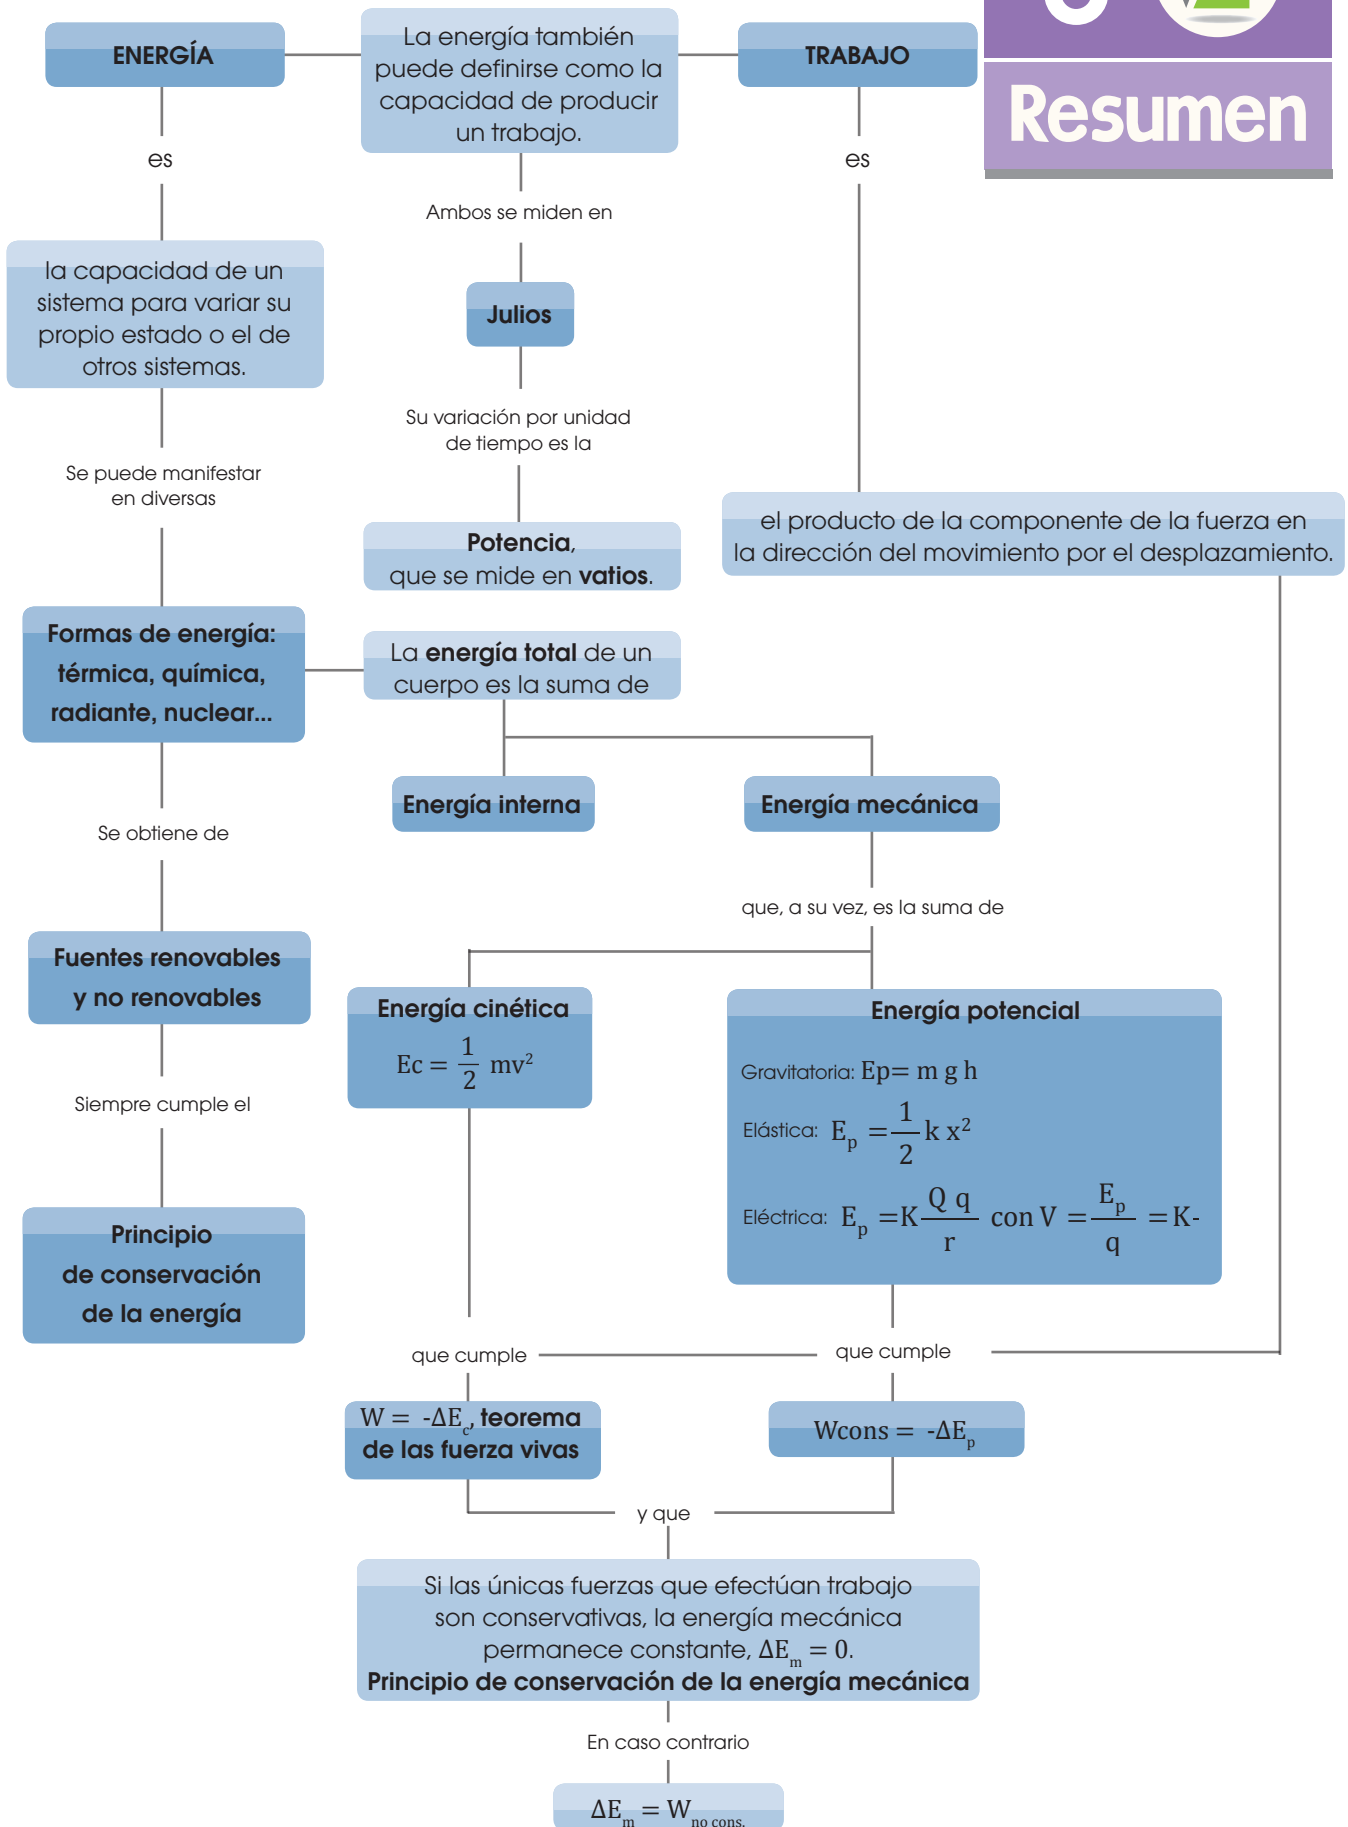 ENERGÍA
La energía también
puede definirse como la
capacidad de producir
un trabajo.
TRABAJO
Resumen
es
Ambos se miden en
es
la capacidad de un
sistema para variar su
propio estado o el de
otros sistemas.
Julios
Su variación por unidad
de tiempo es la
Se puede manifestar
en diversas
Potencia,
que se mide en vatios.
el producto de la componente de la fuerza en
la dirección del movimiento por el desplazamiento.
Formas de energía:
térmica, química,
radiante, nuclear...
La energía total de un
cuerpo es la suma de
Energía interna
Energía mecánica
Se obtiene de
que, a su vez, es la suma de
Fuentes renovables
y no renovables
Energía cinética
Ec = 1/2 mv²
Energía potencial
Gravitatoria: Ep= m g h
Elástica: E_p = 1/2 k x²
Eléctrica: E_p = K Q q / r con V = E_p / q = K-
Siempre cumple el
Principio
de conservación
de la energía
que cumple
que cumple
W = -ΔE_c, teorema
de las fuerza vivas
Wcons = -ΔE_p
y que
Si las únicas fuerzas que efectúan trabajo
son conservativas, la energía mecánica
permanece constante, ΔE_m = 0.
Principio de conservación de la energía mecánica
En caso contrario
ΔE_m = W_no cons.